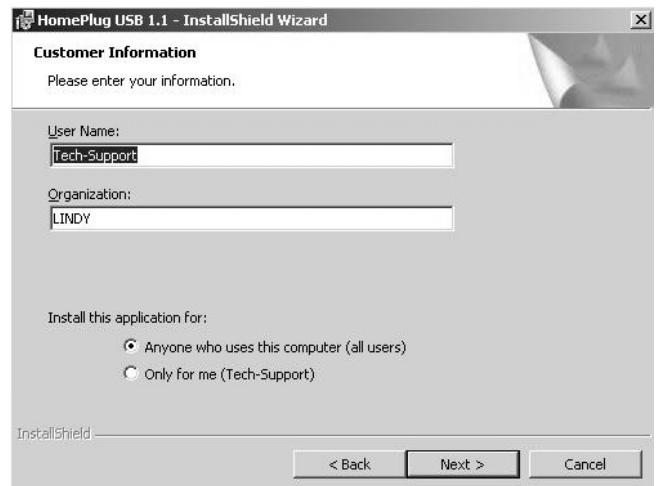 HomePlug USB 1.1 - InstallShield Wizard
Customer Information
Please enter your information.
User Name:
Tech-Support
Organization:
LINDY
Install this application for:
Anyone who uses this computer (all users)
Only for me (Tech-Support)
InstallShield
< Back Next > Cancel